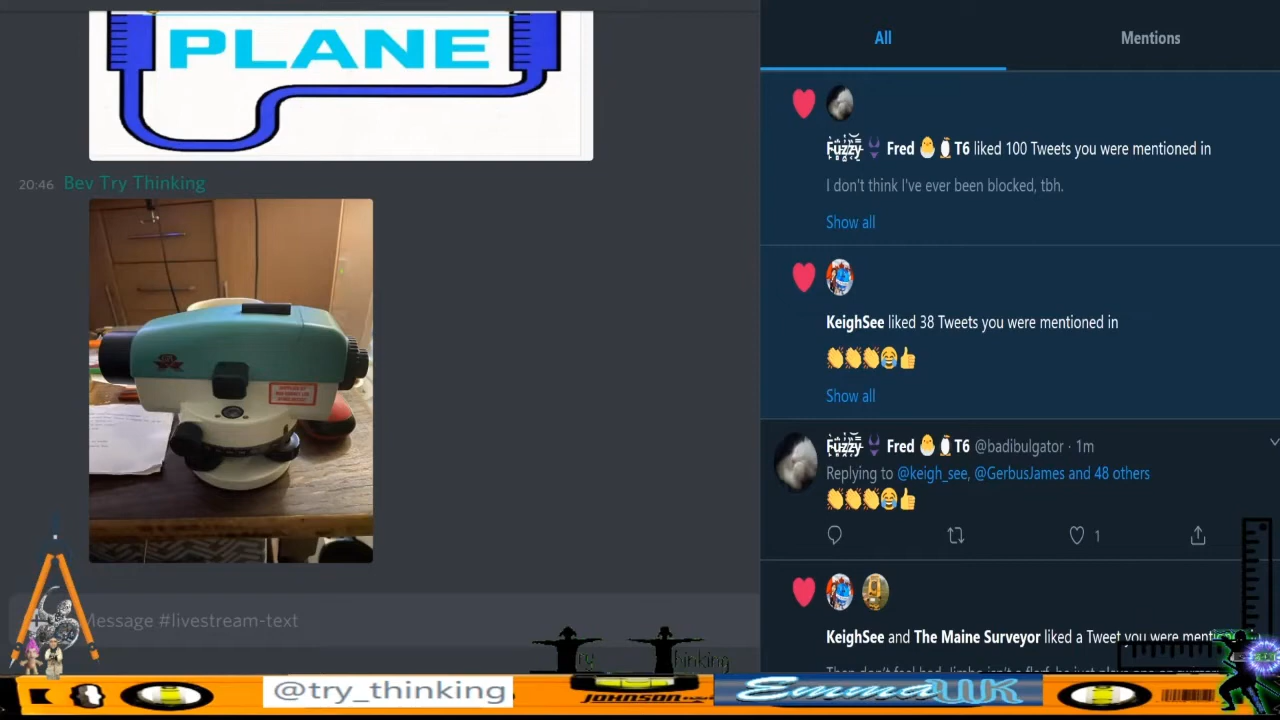 PLANE
20:46 Bev Try Thinking
Message #livestream-text
All
Mentions
Fuzzy Fred T6 liked 100 Tweets you were mentioned in
I don't think I've ever been blocked, tbh.
Show all
KeighSee liked 38 Tweets you were mentioned in
👏👏👏😂👍
Show all
Fuzzy Fred T6 @badibulgator · 1m
Replying to @keigh_see, @GerbusJames and 48 others
👏👏👏😂👍
1
KeighSee and The Maine Surveyor liked a Tweet you were
Try Thinking
@try_thinking
JOHNSON
EmmaUK